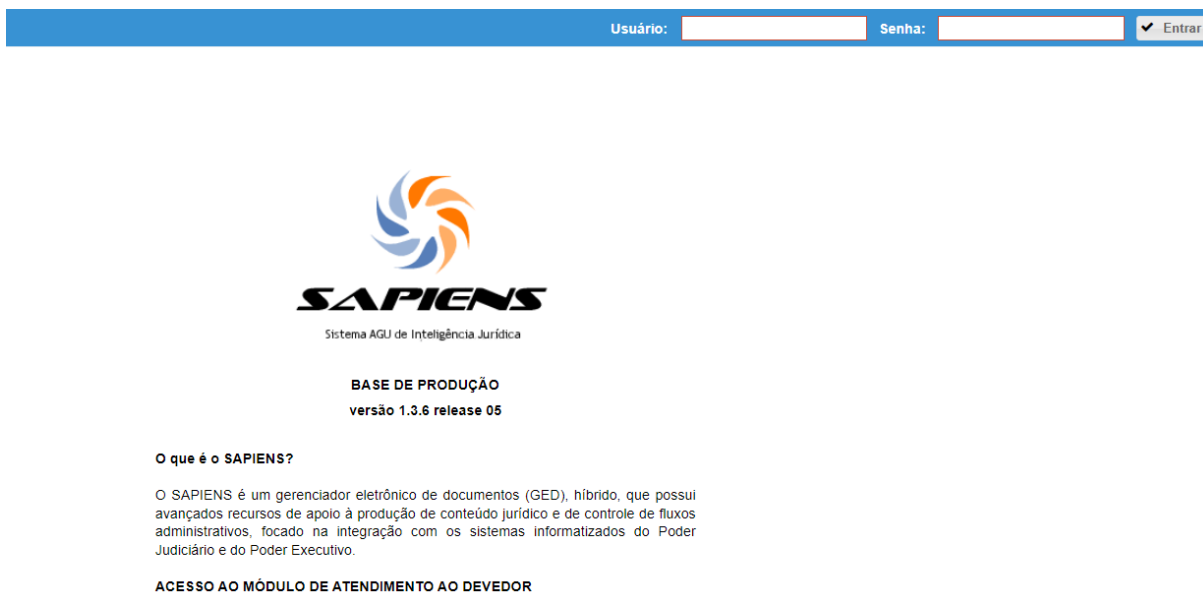 Usuário: Senha: Entrar
SAPIENS
Sistema AGU de Inteligência Jurídica
BASE DE PRODUÇÃO
versão 1.3.6 release 05
O que é o SAPIENS?
O SAPIENS é um gerenciador eletrônico de documentos (GED), híbrido, que possui
avançados recursos de apoio à produção de conteúdo jurídico e de controle de fluxos
administrativos, focado na integração com os sistemas informatizados do Poder
Judiciário e do Poder Executivo.
ACESSO AO MÓDULO DE ATENDIMENTO AO DEVEDOR